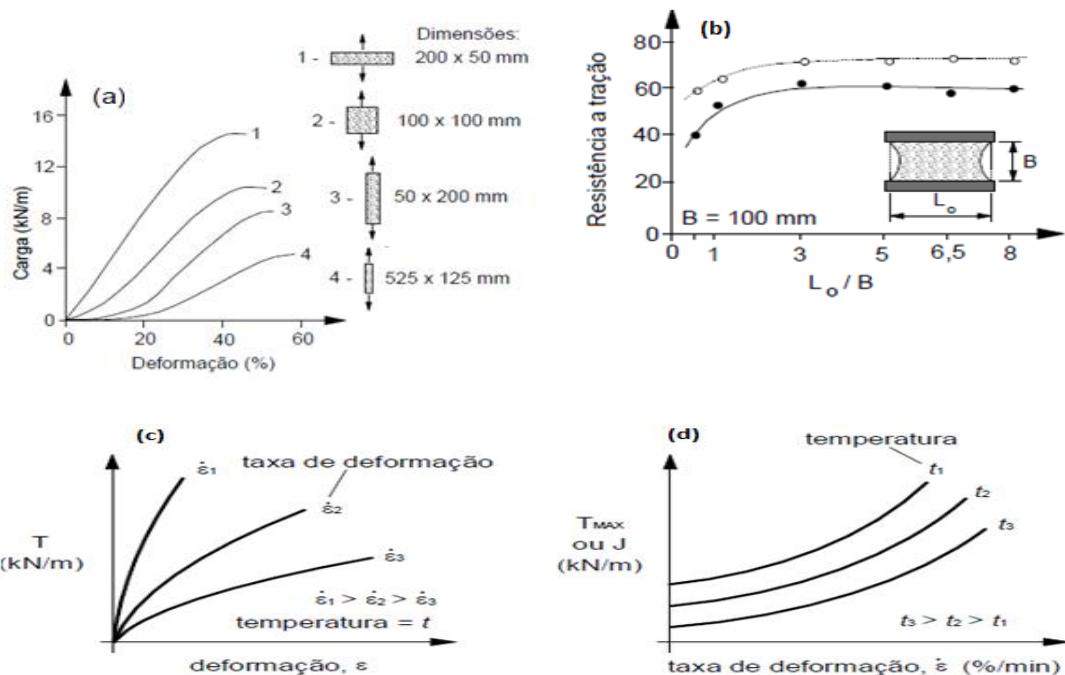 (a)
Carga (kN/m)
16
12
8
4
0
0 20 40 60
Deformação (%)
1
2
3
4
Dimensões:
1 - 200 x 50 mm
2 - 100 x 100 mm
3 - 50 x 200 mm
4 - 525 x 125 mm
(b)
Resistência a tração
80
60
40
20
0
B = 100 mm
B
Lo
1 3 5 6,5 8
Lo / B
(c)
taxa de deformação
T
(kN/m)
ε̇1
ε̇2
ε̇3
ε̇1 > ε̇2 > ε̇3
temperatura = t
deformação, ε
(d)
temperatura
TMAX
ou J
(kN/m)
t1
t2
t3
t3 > t2 > t1
taxa de deformação, ε̇ (%/min)